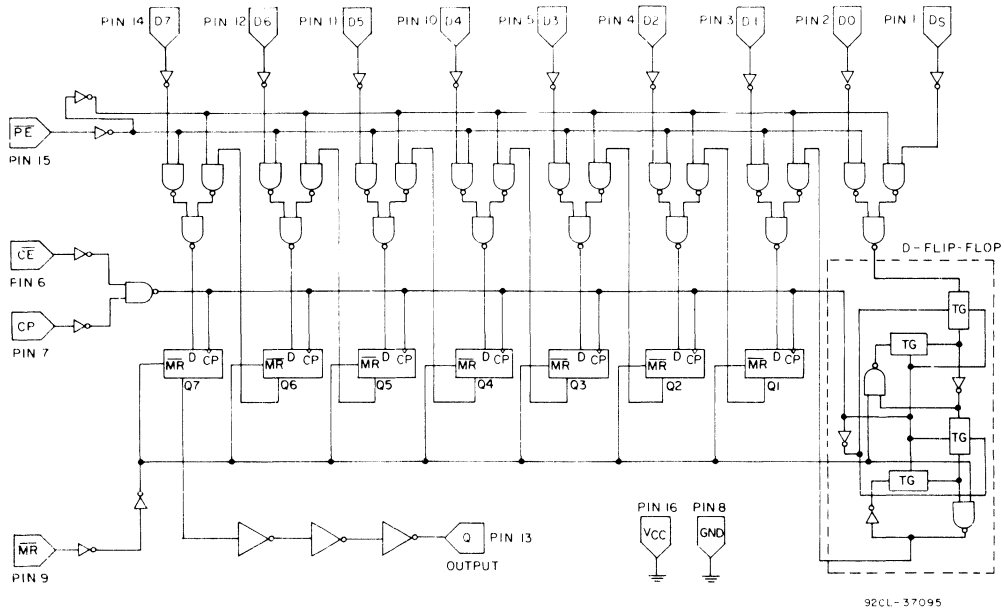 PIN 14 D7 PIN 12 D6 PIN 11 D5 PIN 10 D4 PIN 5 D3 PIN 4 D2 PIN 3 D1 PIN 2 D0 PIN 1 DS
PE
PIN 15
D-FLIP-FLOP
CE
PIN 6
CP
PIN 7
TG
TG
MR D CP MR D CP MR D CP MR D CP MR D CP MR D CP MR D CP
Q7 Q6 Q5 Q4 Q3 Q2 Q1
TG
TG
PIN 16 PIN 8
VCC GND
MR
PIN 9
Q PIN 13
OUTPUT
92CL-37095